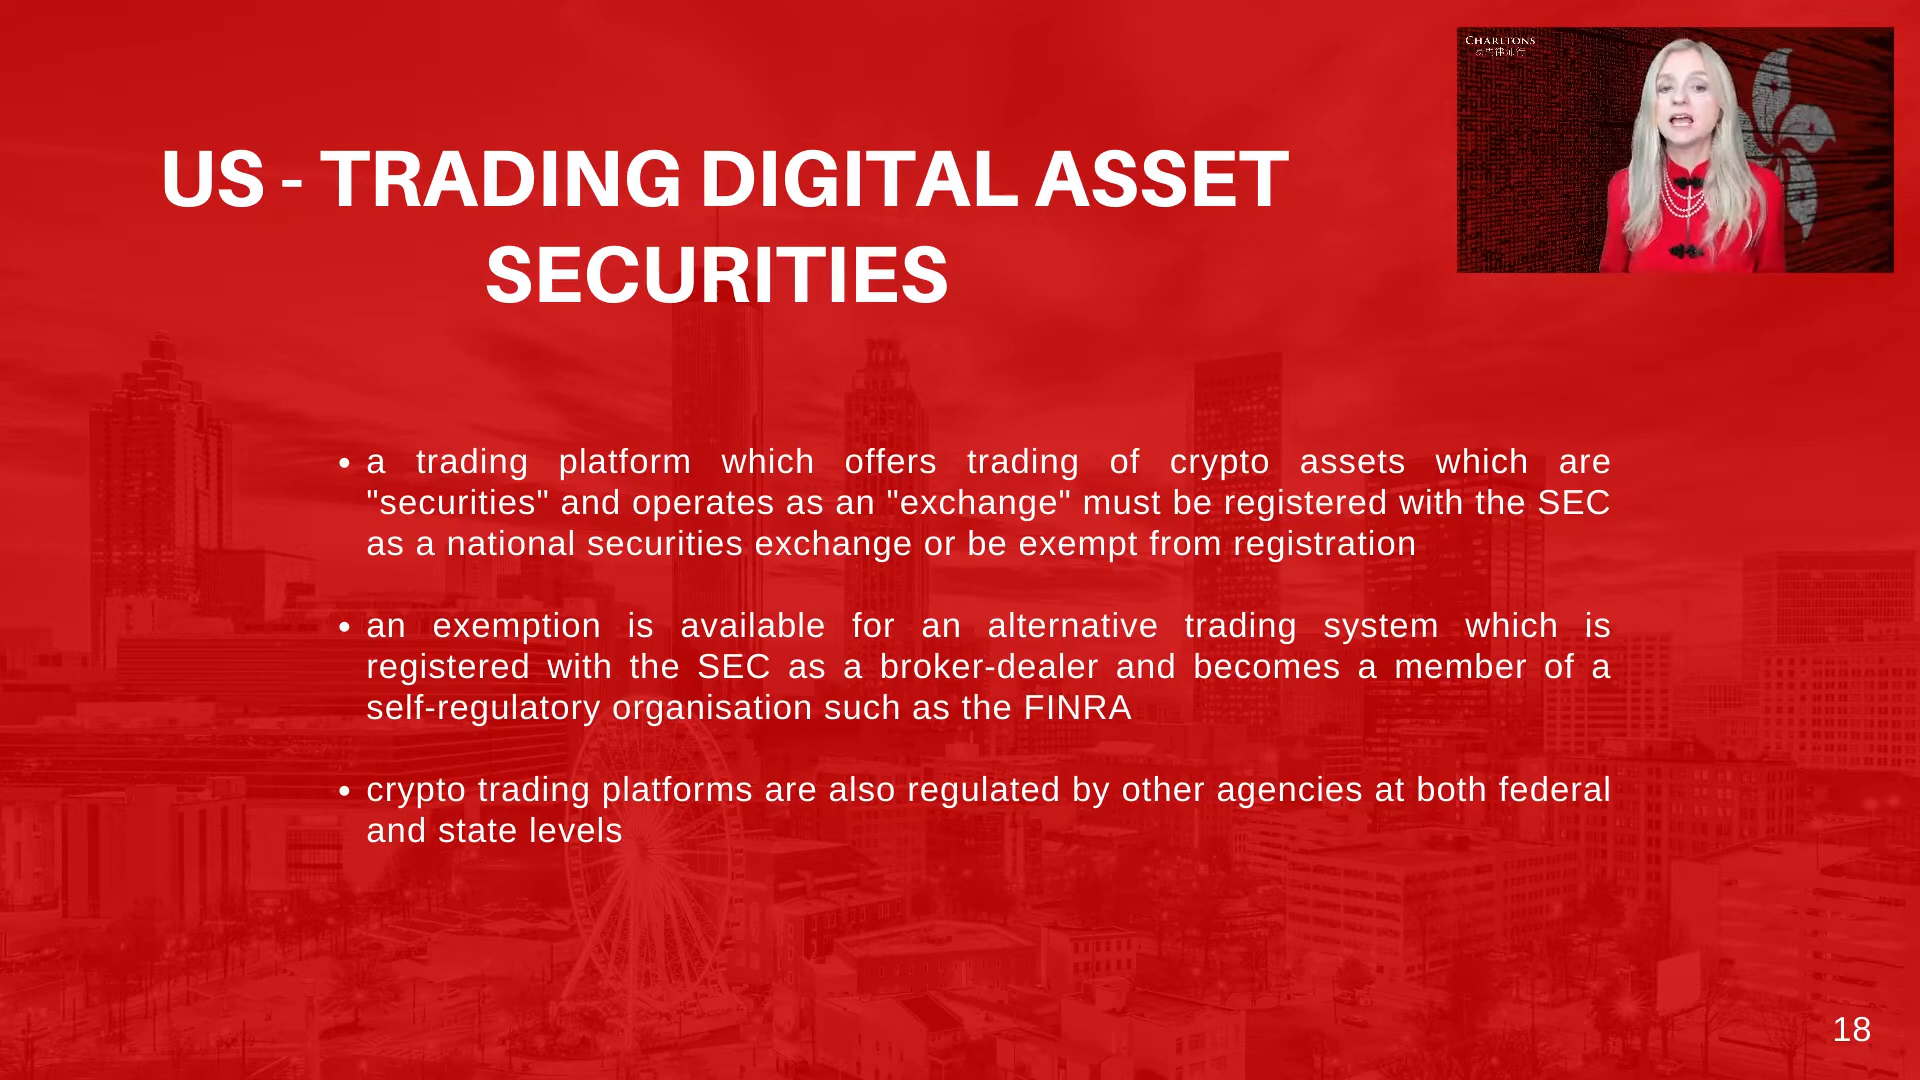 CHARLTONS
US - TRADING DIGITAL ASSET
SECURITIES
• a trading platform which offers trading of crypto assets which are
"securities" and operates as an "exchange" must be registered with the SEC
as a national securities exchange or be exempt from registration
• an exemption is available for an alternative trading system which is
registered with the SEC as a broker-dealer and becomes a member of a
self-regulatory organisation such as the FINRA
• crypto trading platforms are also regulated by other agencies at both federal
and state levels
18